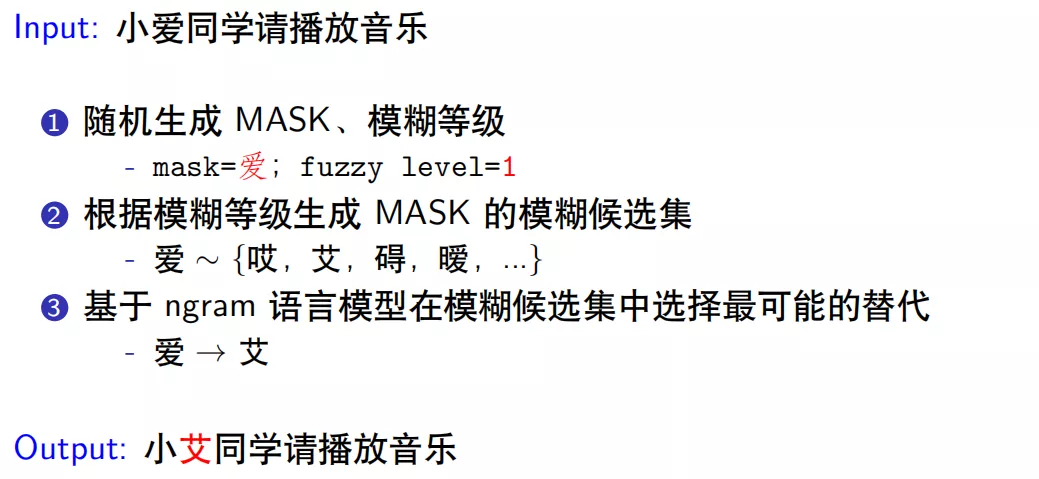 Input: 小爱同学请播放音乐
1 随机生成 MASK、模糊等级
- mask=爱; fuzzy level=1
2 根据模糊等级生成 MASK 的模糊候选集
- 爱 ∼ {哎, 艾, 碍, 暧, ...}
3 基于 ngram 语言模型在模糊候选集中选择最可能的替代
- 爱 → 艾
Output: 小艾同学请播放音乐